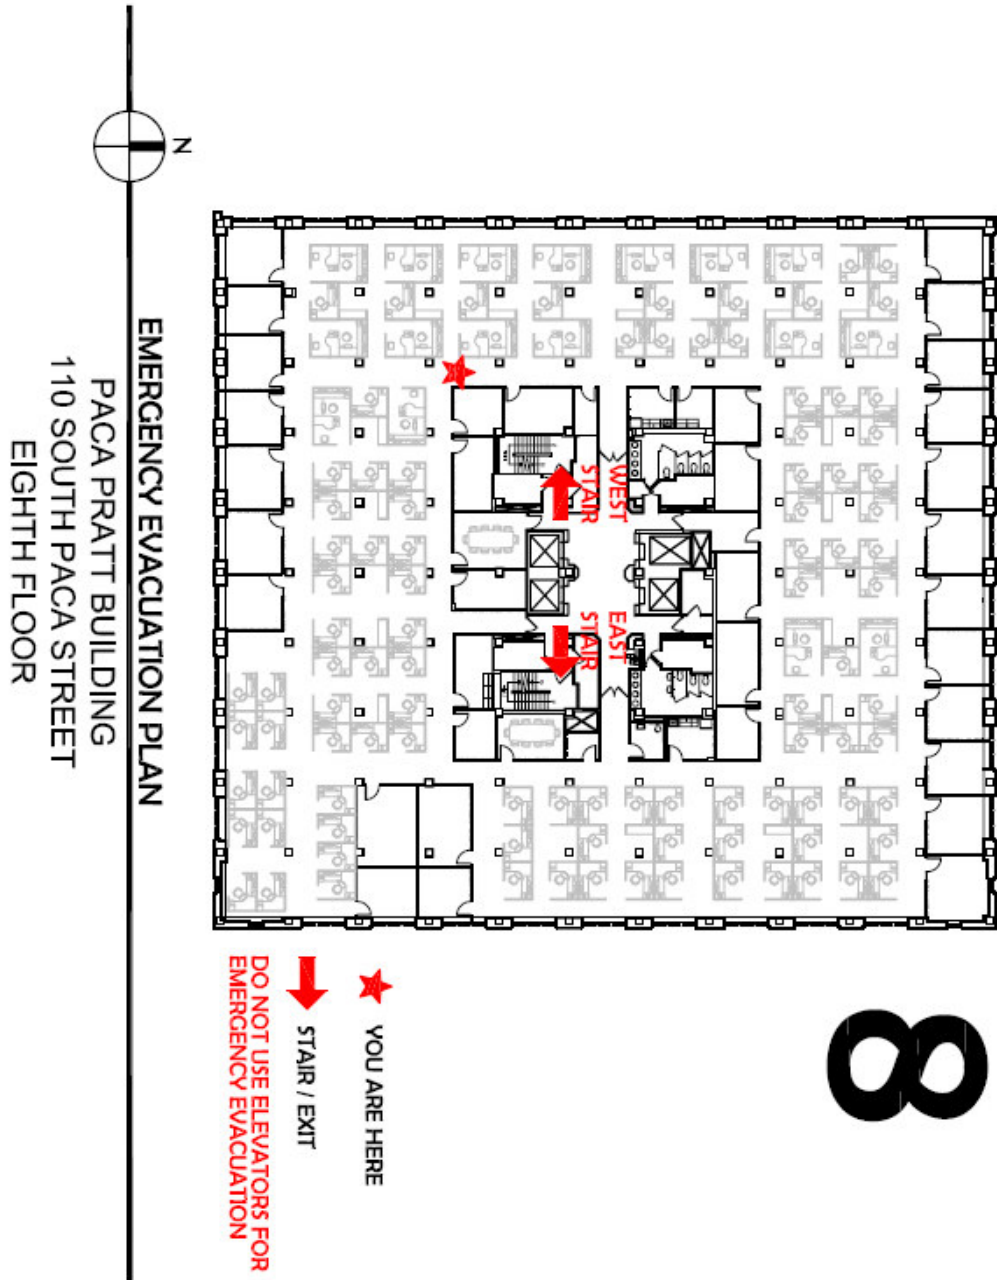 N
EMERGENCY EVACUATION PLAN
PACA PRATT BUILDING
110 SOUTH PACA STREET
EIGHTH FLOOR
WEST
STAIR
EAST
STAIR
8
YOU ARE HERE
STAIR / EXIT
DO NOT USE ELEVATORS FOR
EMERGENCY EVACUATION